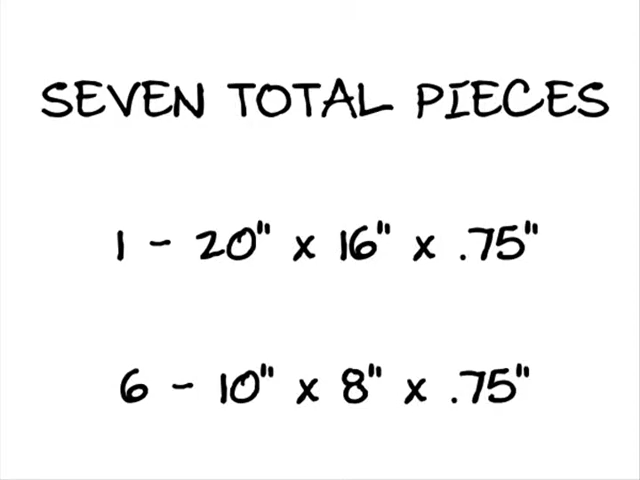 SEVEN TOTAL PIECES
1 - 20" x 16" x .75"
6 - 10" x 8" x .75"